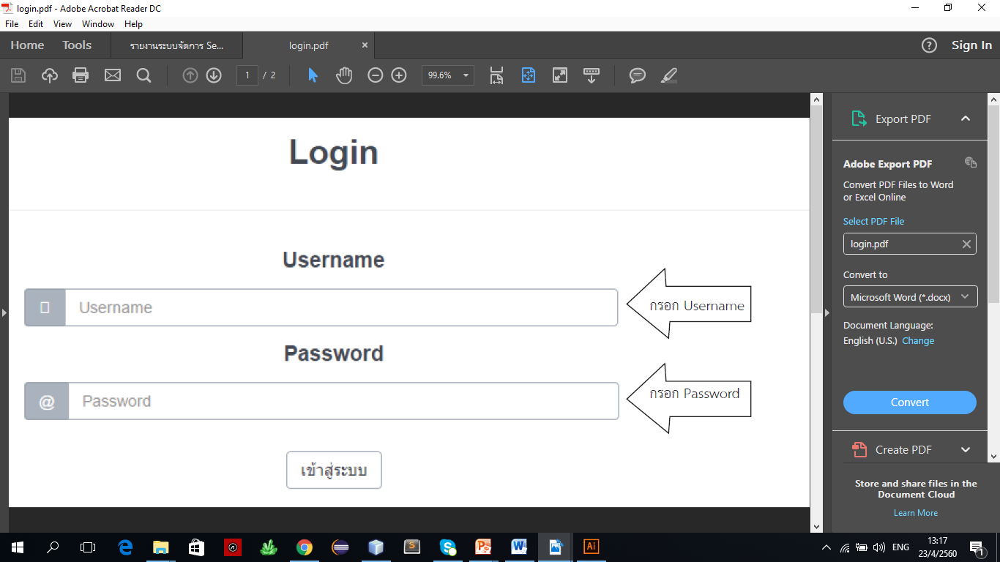 login.pdf - Adobe Acrobat Reader DC
File Edit View Window Help
Home Tools รายงานระบบจัดการ Se... login.pdf × Sign In
1 / 2 99.6%
Login
Username
Username
กรอก Username
Password
@ Password
กรอก Password
เข้าสู่ระบบ
Export PDF
Adobe Export PDF
Convert PDF Files to Word
or Excel Online
Select PDF File
login.pdf
Convert to
Microsoft Word (*.docx)
Document Language:
English (U.S.) Change
Convert
Create PDF
Store and share files in the
Document Cloud
Learn More
ENG
13:17
23/4/2560